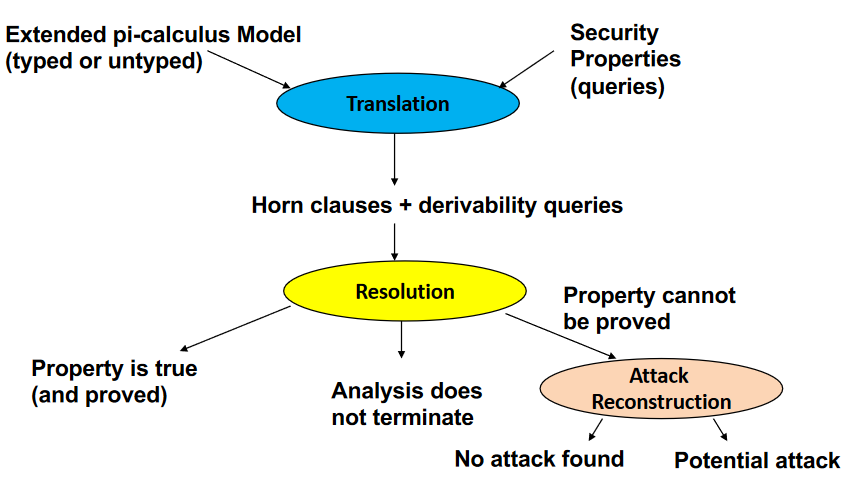 Extended pi-calculus Model
(typed or untyped)
Security
Properties
(queries)
Translation
Horn clauses + derivability queries
Resolution
Property cannot
be proved
Property is true
(and proved)
Analysis does
not terminate
Attack
Reconstruction
No attack found
Potential attack